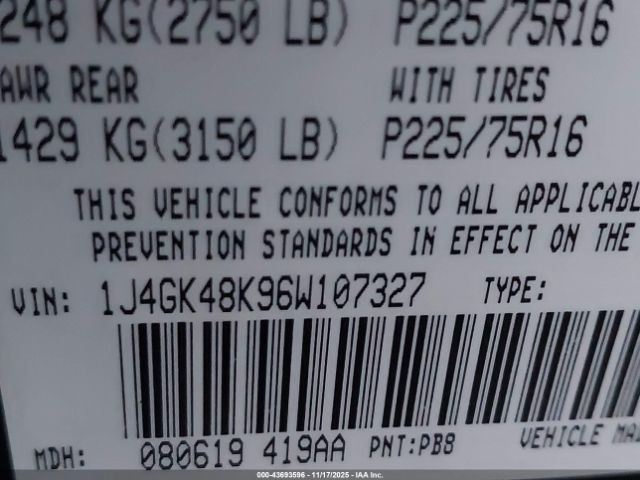 248 KG(2750 LB) P225/75R16
AWR REAR WITH TIRES
1429 KG(3150 LB) P225/75R16
THIS VEHICLE CONFORMS TO ALL APPLICABL
PREVENTION STANDARDS IN EFFECT ON THE
VIN: 1J4GK48K96W107327 TYPE:
MDH: 080619 419AA PNT:PB8 VEHICLE MAD
000-43693596 - 11/17/2025 - © IAA, Inc.